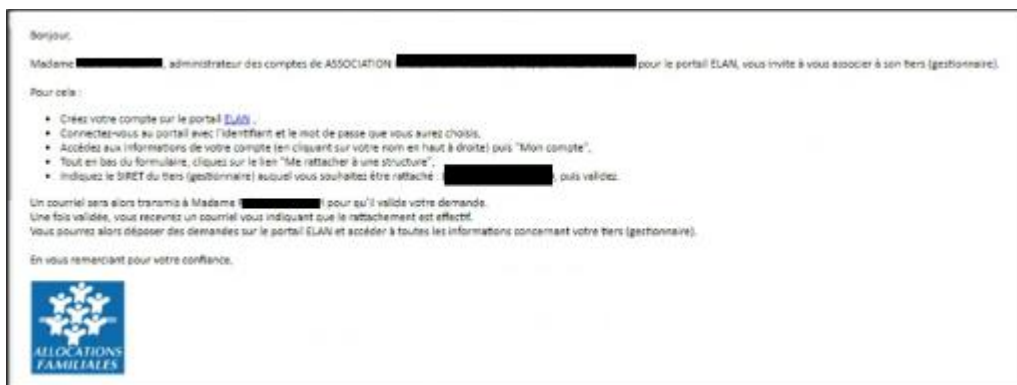 Bonjour,
Madame , administrateur des comptes de ASSOCIATION pour le portail ELAN, vous invite à vous associer à son tiers (gestionnaire).
Pour cela :
• Créez votre compte sur le portail ELAN ,
• Connectez-vous au portail avec l'identifiant et le mot de passe que vous aurez choisis,
• Accédez aux informations de votre compte (en cliquant sur votre nom en haut à droite) puis "Mon compte",
• Tout en bas du formulaire, cliquez sur le lien "Me rattacher à une structure",
• Indiquez le SIRET du tiers (gestionnaire) auquel vous souhaitez être rattaché : , puis validez.
Un courriel sera alors transmis à Madame pour qu'il valide votre demande.
Une fois validée, vous recevrez un courriel vous indiquant que le rattachement est effectif.
Vous pourrez alors déposer des demandes sur le portail ELAN et accéder à toutes les informations concernant votre tiers (gestionnaire).
En vous remerciant pour votre confiance.
ALLOCATIONS
FAMILIALES